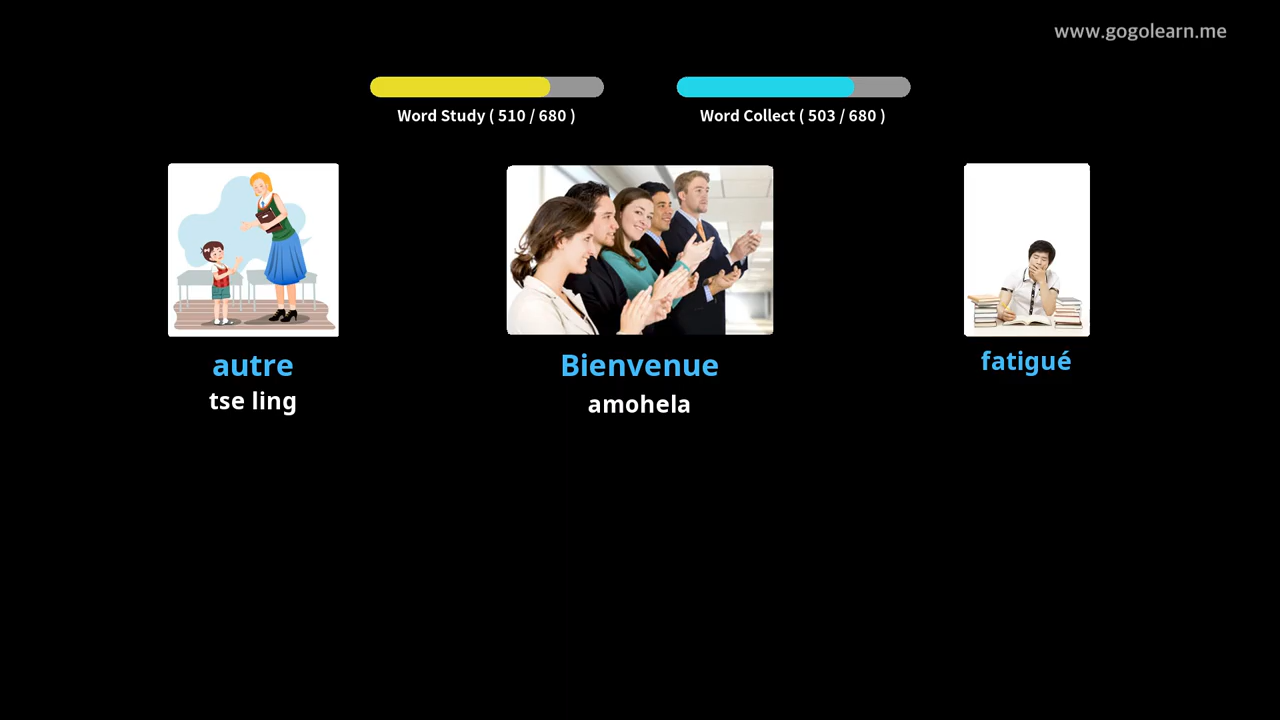 www.gogolearn.me
Word Study ( 510 / 680 )
Word Collect ( 503 / 680 )
autre
tse ling
Bienvenue
amohela
fatigué